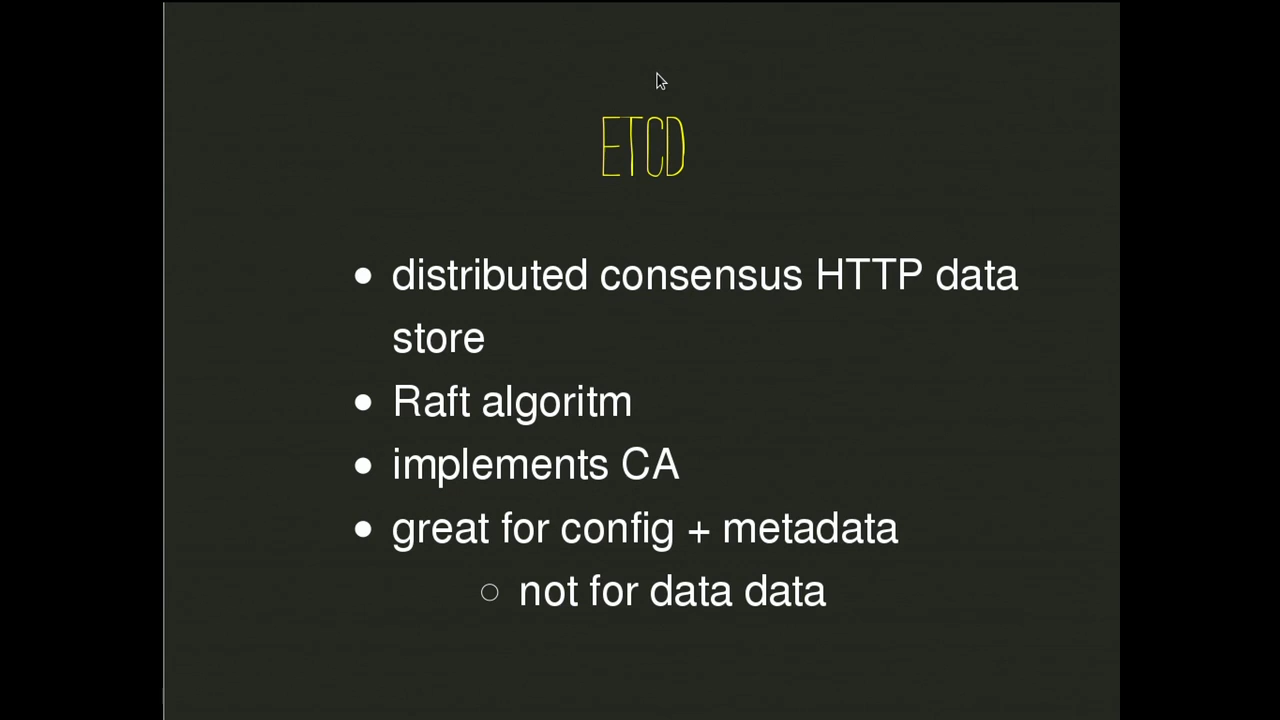 ETCD
distributed consensus HTTP data
store
Raft algoritm
implements CA
great for config + metadata
not for data data